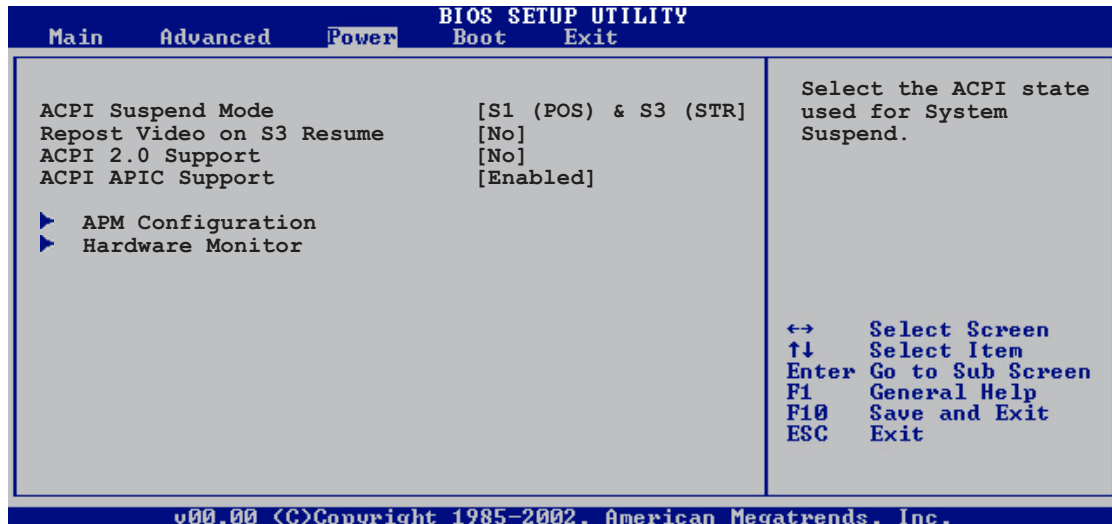 BIOS SETUP UTILITY
Main Advanced Power Boot Exit
ACPI Suspend Mode [S1 (POS) & S3 (STR]
Repost Video on S3 Resume [No]
ACPI 2.0 Support [No]
ACPI APIC Support [Enabled]
APM Configuration
Hardware Monitor
Select the ACPI state
used for System
Suspend.
←→ Select Screen
↑↓ Select Item
Enter Go to Sub Screen
F1 General Help
F10 Save and Exit
ESC Exit
v00.00 (C)Copyright 1985-2002, American Megatrends, Inc.